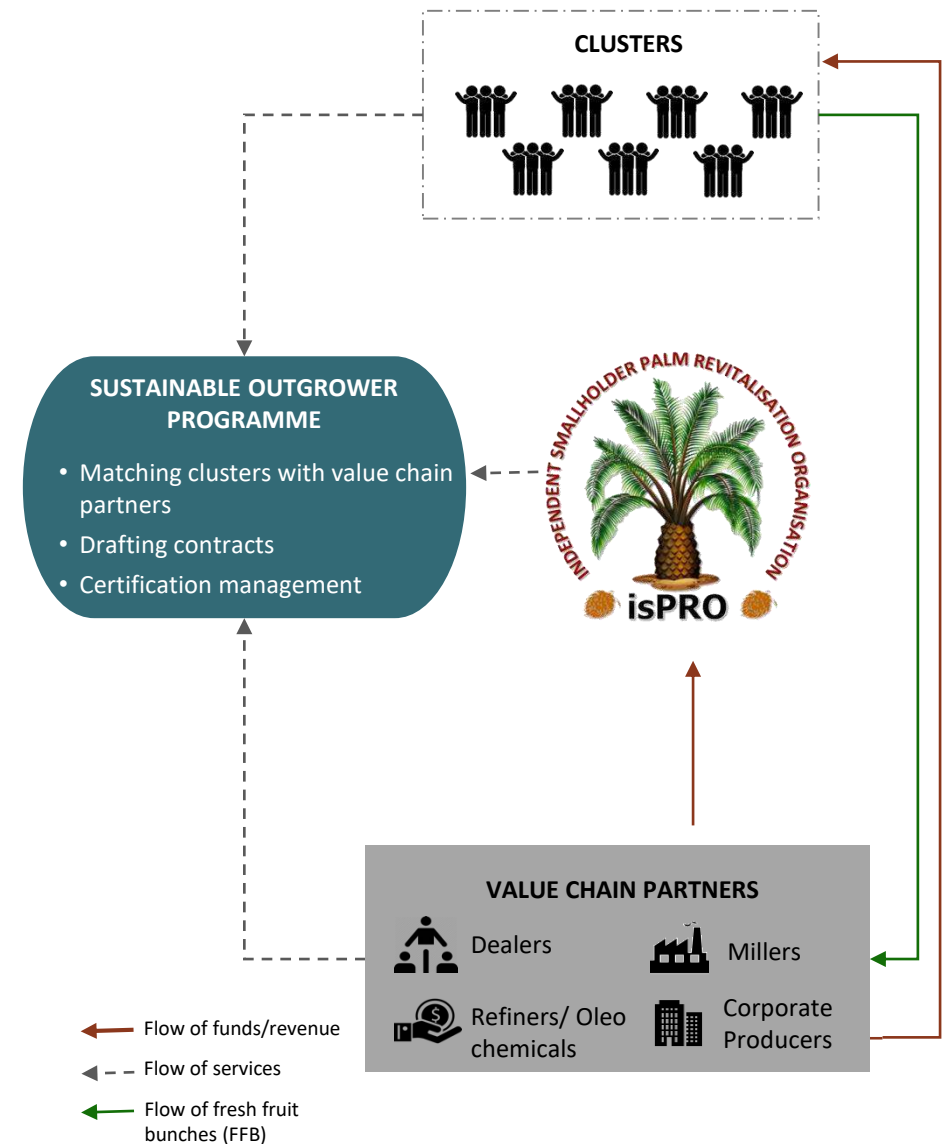 CLUSTERS
SUSTAINABLE OUTGROWER
PROGRAMME
• Matching clusters with value chain
partners
• Drafting contracts
• Certification management
INDEPENDENT SMALLHOLDER PALM REVITALISATION ORGANISATION
isPRO
VALUE CHAIN PARTNERS
Dealers
Millers
$
Refiners/ Oleo
chemicals
Corporate
Producers
Flow of funds/revenue
Flow of services
Flow of fresh fruit
bunches (FFB)